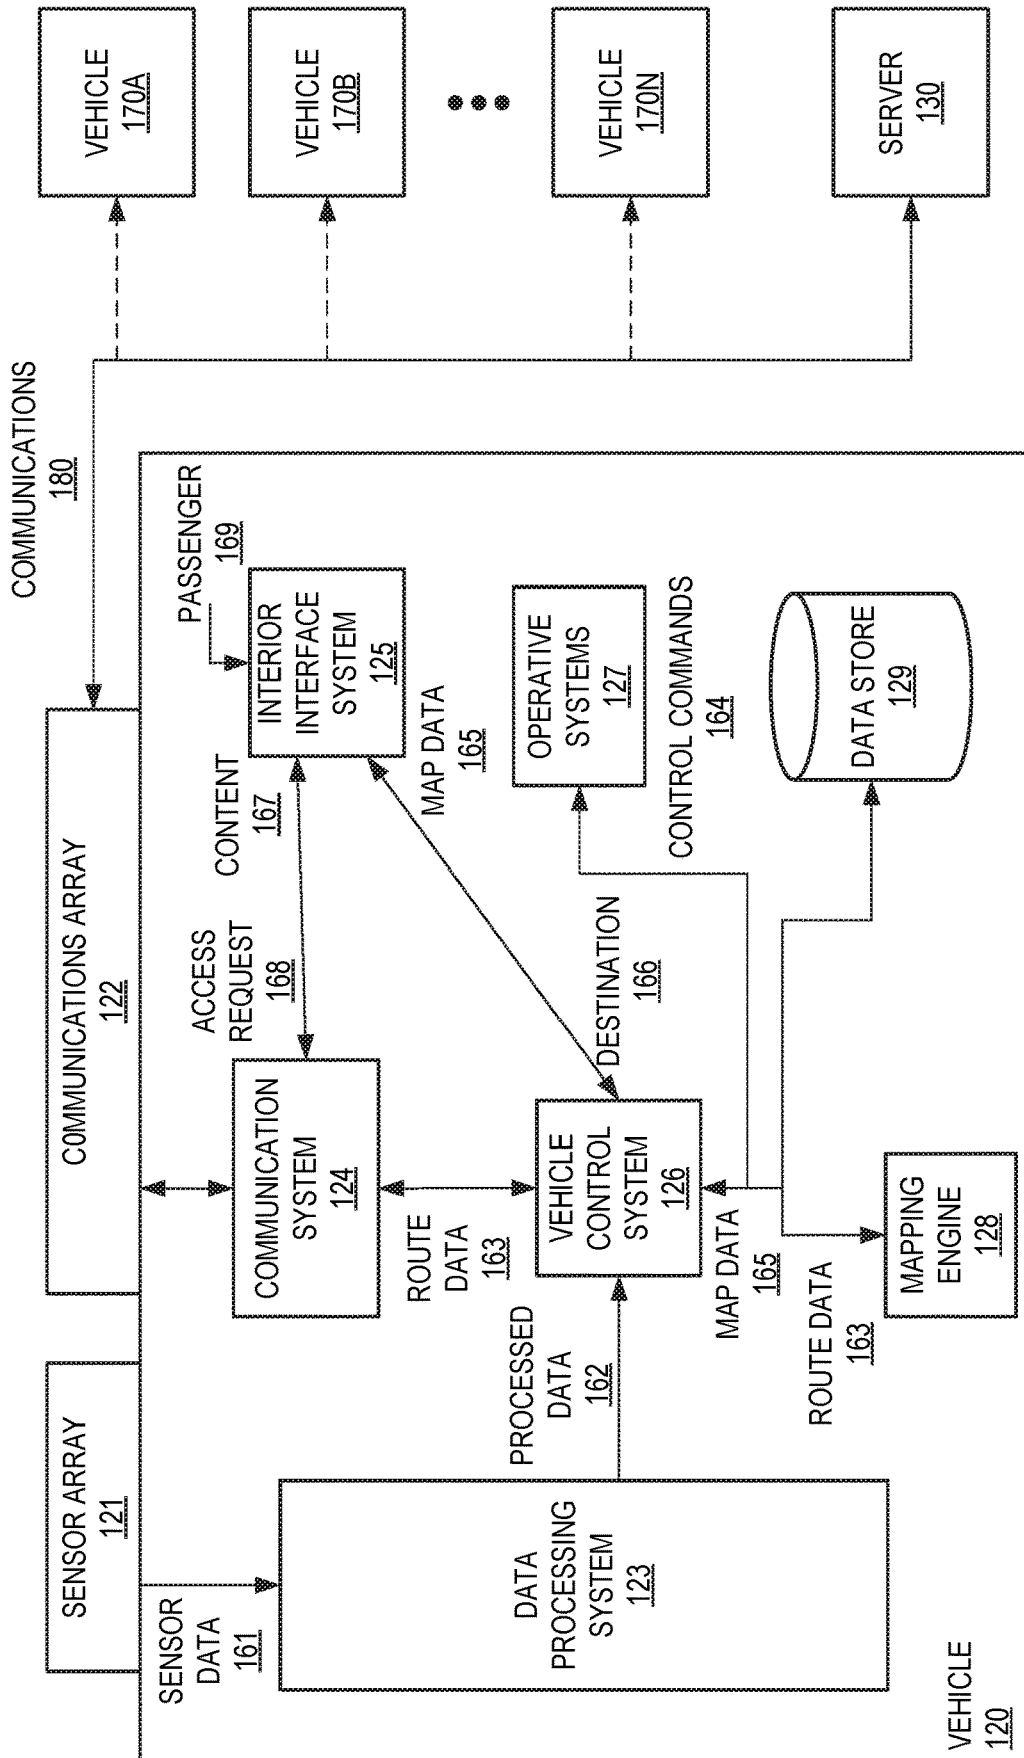 SENSOR ARRAY
121
COMMUNICATIONS ARRAY
122
COMMUNICATIONS
180
VEHICLE
170A
SENSOR
DATA
161
ACCESS
REQUEST
168
CONTENT
167
PASSENGER
169
COMMUNICATION
SYSTEM
124
INTERIOR
INTERFACE
SYSTEM
125
VEHICLE
170B
DATA
PROCESSING
SYSTEM
123
ROUTE
DATA
163
MAP DATA
165
PROCESSED
DATA
162
VEHICLE
CONTROL
SYSTEM
126
DESTINATION
166
OPERATIVE
SYSTEMS
127
VEHICLE
170N
MAP DATA
165
CONTROL COMMANDS
164
ROUTE DATA
163
MAPPING
ENGINE
128
DATA STORE
129
SERVER
130
VEHICLE
120